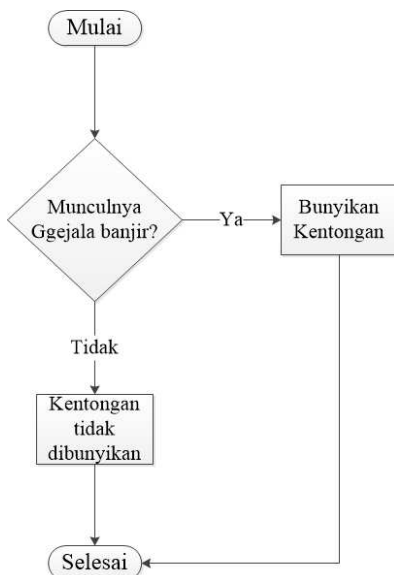 Mulai
Munculnya
Ggejala banjir?
Ya
Bunyikan
Kentongan
Tidak
Kentongan
tidak
dibunyikan
Selesai